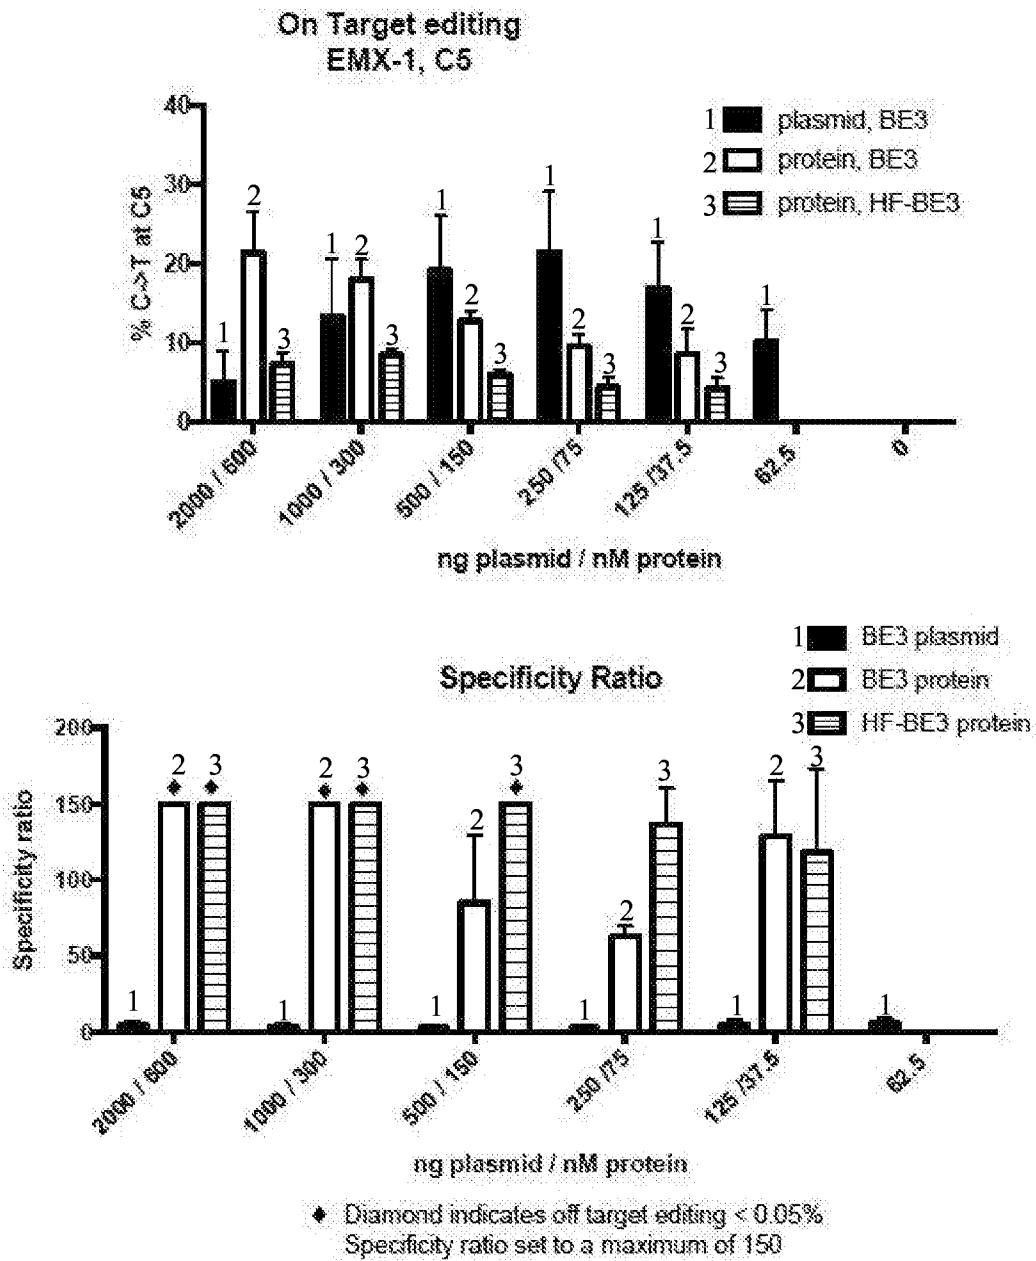 On Target editing
EMX-1, C5
% C->T at C5
40
30
20
10
0
1 plasmid, BE3
2 protein, BE3
3 protein, HF-BE3
1 2 3
1 2 3
1 2 3
1 2 3
1 2 3
1
2000 / 600
1000 / 300
500 / 150
250 /75
125 /37.5
62.5
0
ng plasmid / nM protein
1 BE3 plasmid
2 BE3 protein
3 HF-BE3 protein
Specificity Ratio
Specificity ratio
200
150
100
50
0
1 2 3
1 2 3
1 2 3
1 2 3
1 2 3
1
2000 / 600
1000 / 300
500 / 150
250 /75
125 /37.5
62.5
ng plasmid / nM protein
♦ Diamond indicates off target editing < 0.05%
Specificity ratio set to a maximum of 150